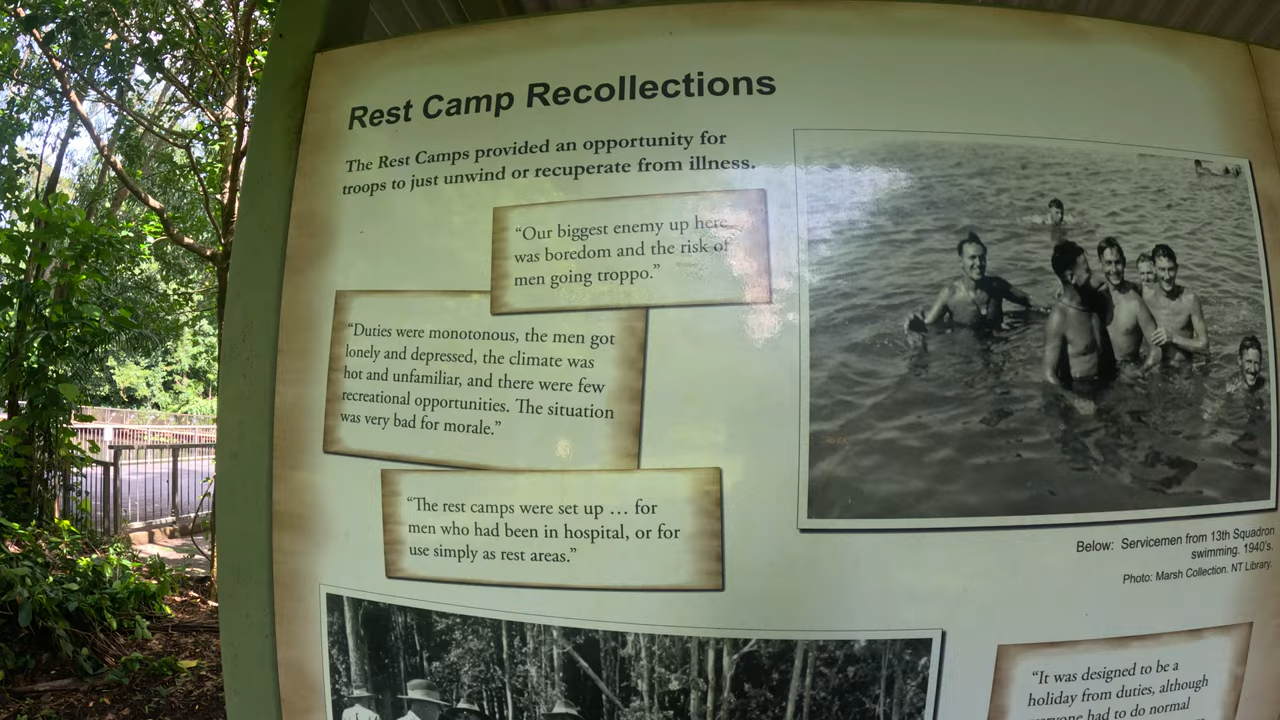 Rest Camp Recollections
The Rest Camps provided an opportunity for
troops to just unwind or recuperate from illness.
“Our biggest enemy up here
was boredom and the risk of
men going troppo.”
“Duties were monotonous, the men got
lonely and depressed, the climate was
hot and unfamiliar, and there were few
recreational opportunities. The situation
was very bad for morale.”
“The rest camps were set up … for
men who had been in hospital, or for
use simply as rest areas.”
Below: Servicemen from 13th Squadron
swimming. 1940's.
Photo: Marsh Collection. NT Library.
“It was designed to be a
holiday from duties, although
had to do normal